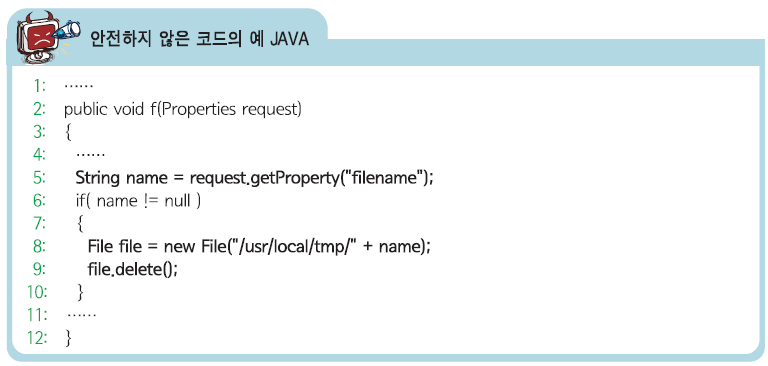 안전하지 않은 코드의 예 JAVA
1: ……
2: public void f(Properties request)
3: {
4: ……
5: String name = request.getProperty("filename");
6: if( name != null )
7: {
8: File file = new File("/usr/local/tmp/" + name);
9: file.delete();
10: }
11: ……
12: }